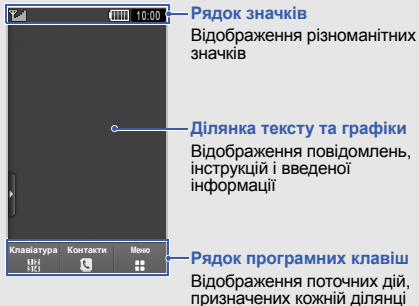 10:00
Рядок значків
Відображення різноманітних
значків
Ділянка тексту та графіки
Відображення повідомлень,
інструкцій і введеної
інформації
Клавіатура Контакти Меню
Рядок програмних клавіш
Відображення поточних дій,
призначених кожній ділянці